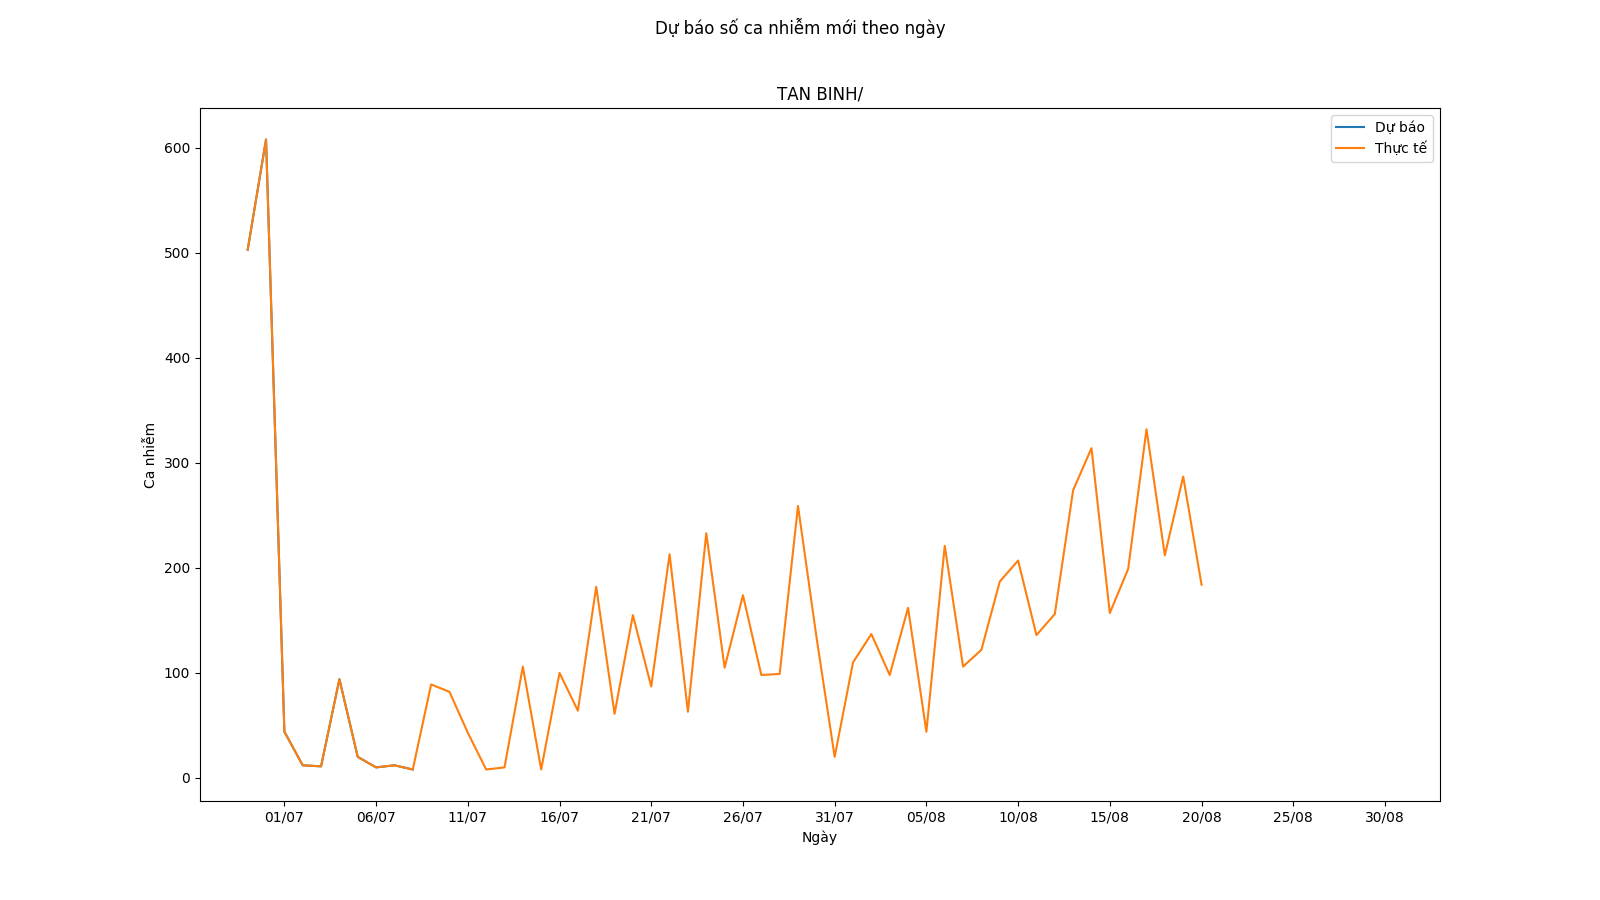 Dự báo số ca nhiễm mới theo ngày
TAN BINH/
Dự báo
Thực tế
600
500
400
300
200
100
0
Ca nhiễm
01/07 06/07 11/07 16/07 21/07 26/07 31/07 05/08 10/08 15/08 20/08 25/08 30/08
Ngày